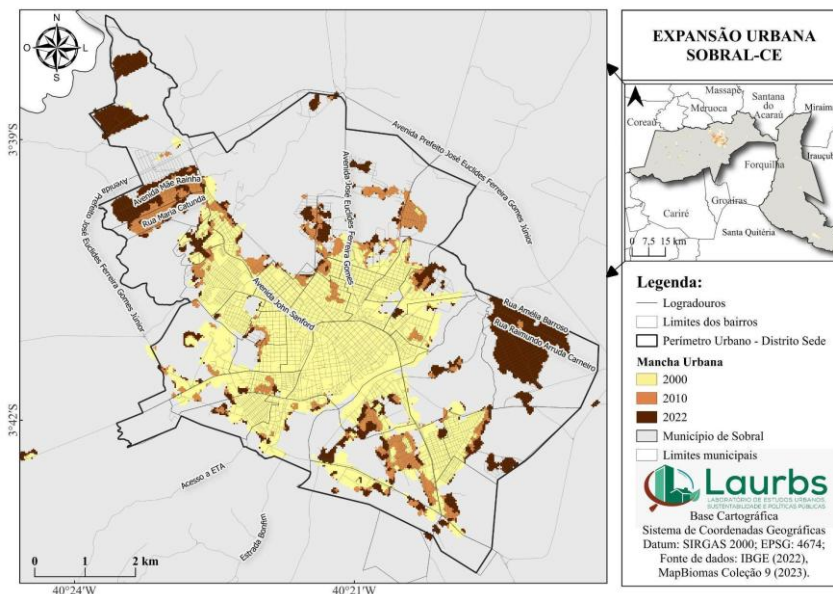 N
O
L
S
3°39'S
3°42'S
40°24'W
40°21'W
Avenida Prefeito José Euclides Ferreira Gomes Júnior
Avenida Mãe Rainha
Rua Maria Catunda
Avenida Prefeito José Euclides Ferreira Gomes Júnior
Avenida José Euclides Ferreira Gomes
Avenida John Sanford
Rua Amélia Barroso
Rua Raimundo Arruda Carneiro
Acesso a ETA
Estrada Bonfim
0 1 2 km
EXPANSÃO URBANA
SOBRAL-CE
Massapê
Santana
do
Acaraú
Meruoca
Miraim
Coreaú
Irauçub
Forquilha
Groaíras
Cariré
Santa Quitéria
0 7,5 15 km
Legenda:
Logradouros
Limites dos bairros
Perímetro Urbano - Distrito Sede
Mancha Urbana
2000
2010
2022
Município de Sobral
Limites municipais
Laurbs
LABORATÓRIO DE ESTUDOS URBANOS,
SUSTENTABILIDADE E POLÍTICAS PÚBLICAS
Base Cartográfica
Sistema de Coordenadas Geográficas
Datum: SIRGAS 2000; EPSG: 4674;
Fonte de dados: IBGE (2022),
MapBiomas Coleção 9 (2023).